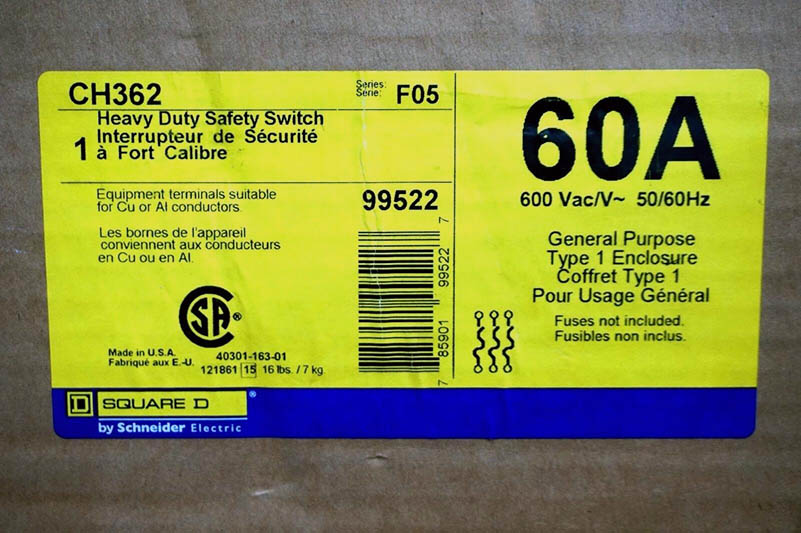 CH362
Series:
Série:
F05
1
Heavy Duty Safety Switch
Interrupteur de Sécurité
à Fort Calibre
Equipment terminals suitable
for Cu or Al conductors.
Les bornes de l'appareil
conviennent aux conducteurs
en Cu ou en Al.
99522
7 85901 99522 7
CSA®
Made in U.S.A.
Fabriqué aux E.-U.
40301-163-01
121861 15 16 lbs. / 7 kg.
60A
600 Vac/V~ 50/60Hz
General Purpose
Type 1 Enclosure
Coffret Type 1
Pour Usage Général
Fuses not included.
Fusibles non inclus.
D SQUARE D ®
by Schneider Electric